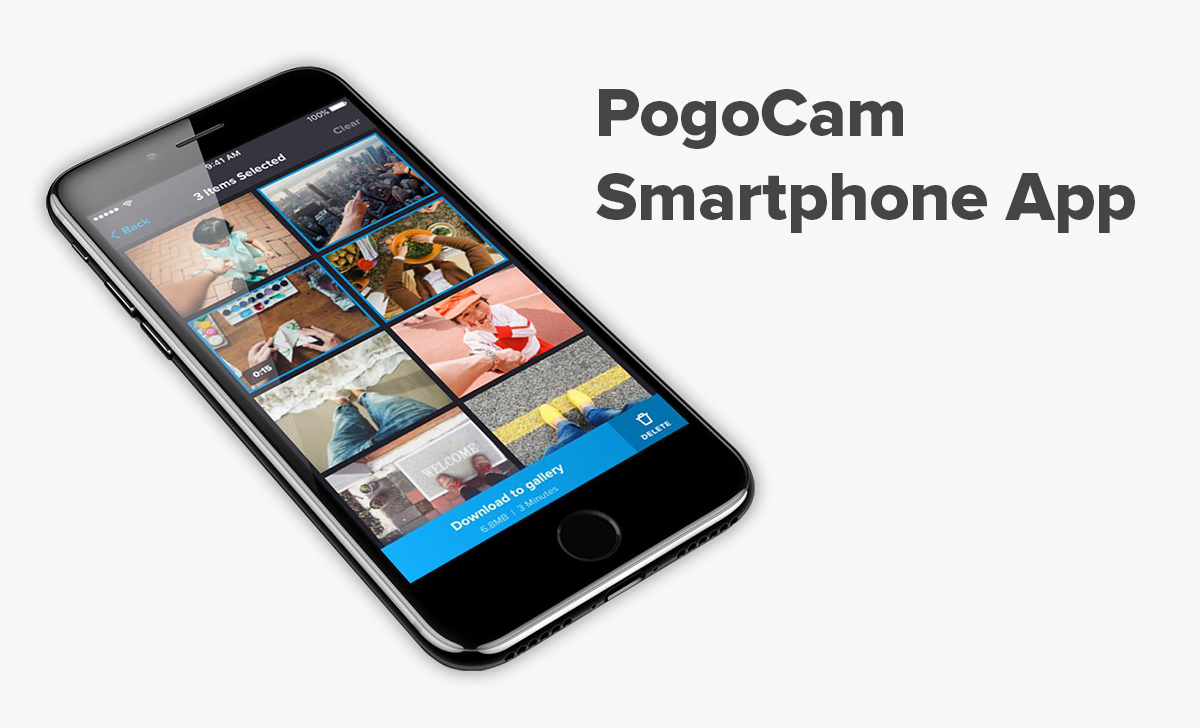 PogoCam
Smartphone App
9:41 AM
100%
Back
3 Items Selected
Clear
0:15
WELCOME
Download to gallery
6.8MB | 3 Minutes
DELETE